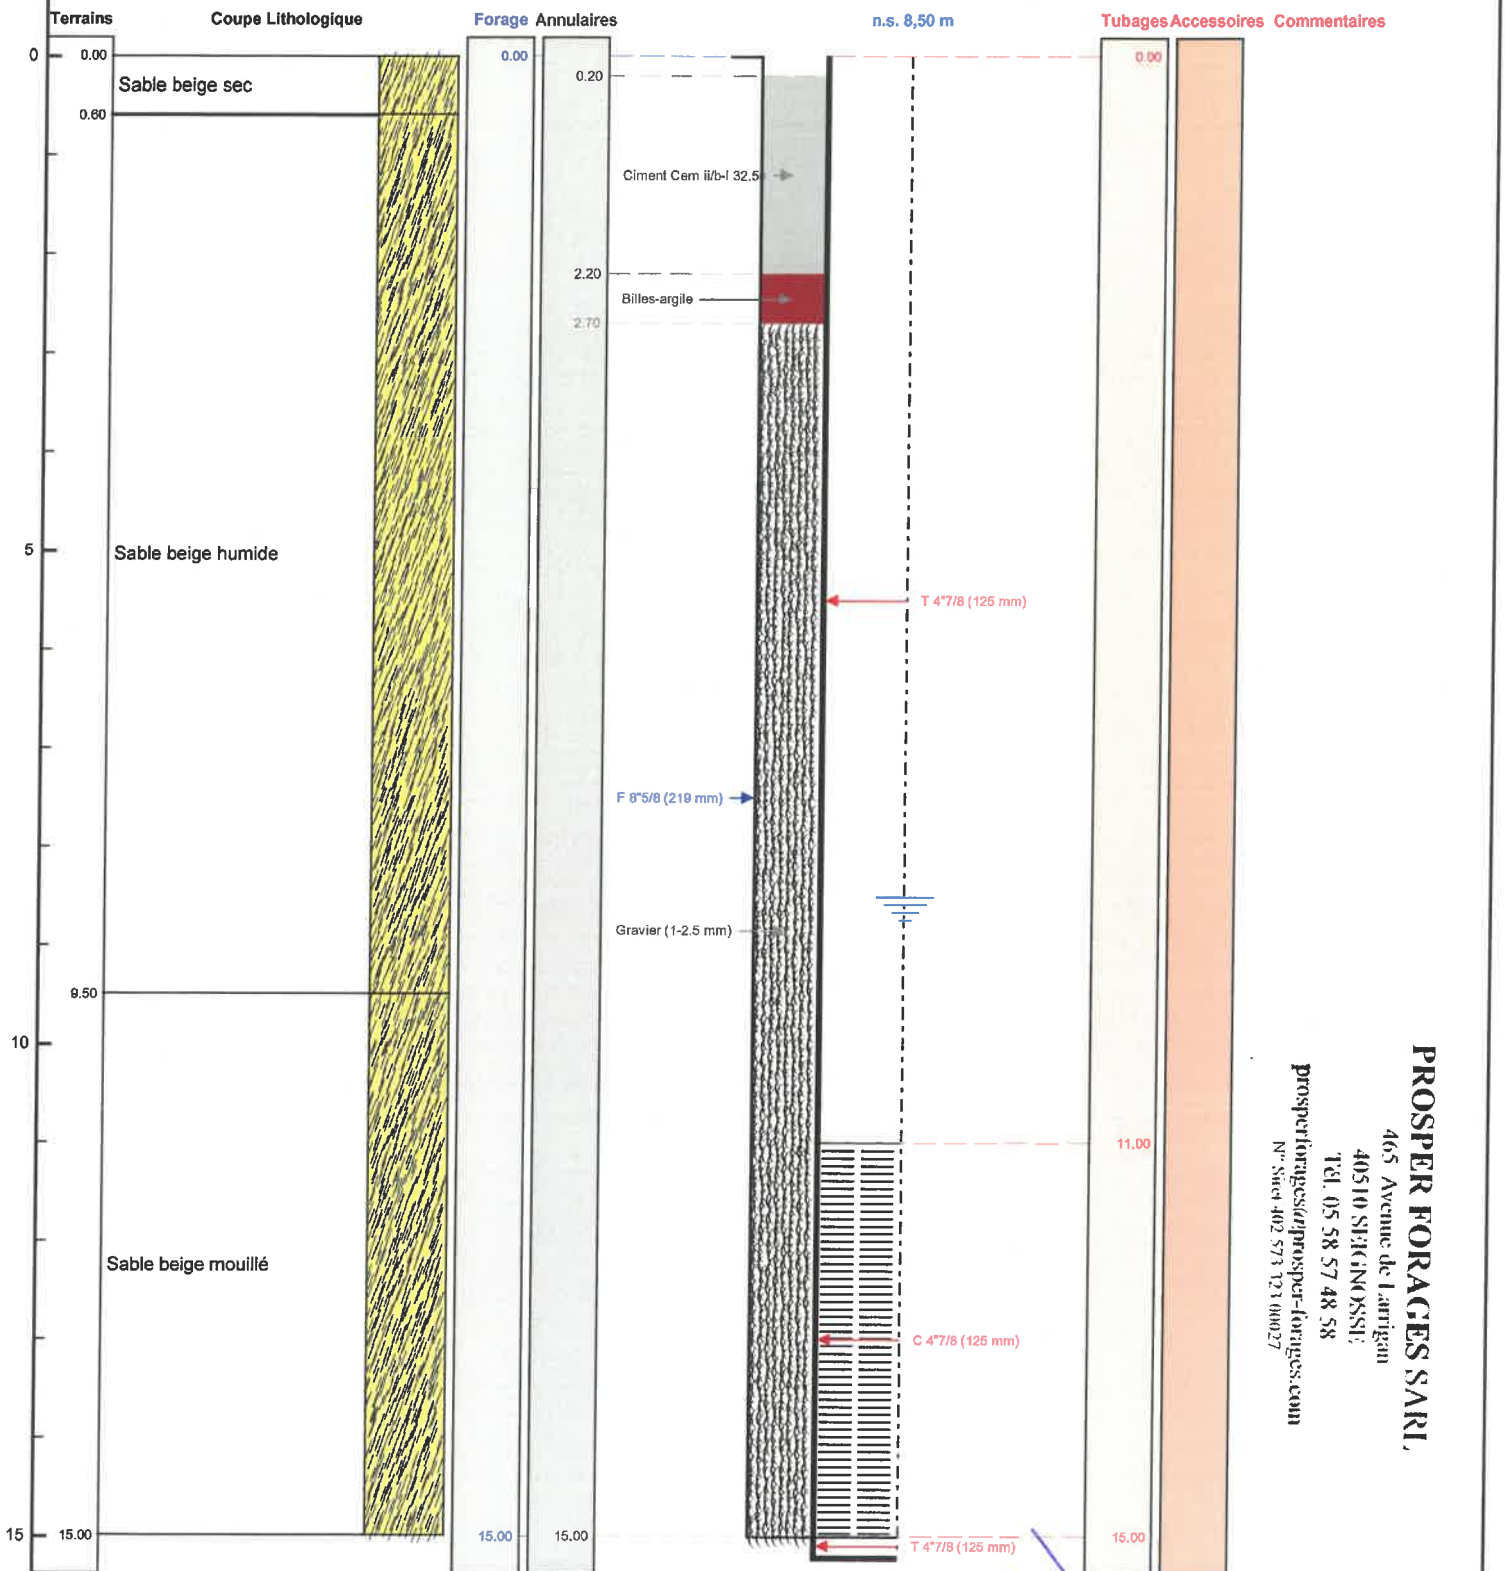 Terrains Coupe Lithologique Forage Annulaires n.s. 8,50 m Tubages Accessoires Commentaires
0 0.00 0.00 0.00
0.20
Sable beige sec
0.60
Ciment Cem ii/b-l 32.5
2.20
Billes-argile
2.70
5
Sable beige humide
T 4"7/8 (125 mm)
F 8"5/8 (219 mm)
Gravier (1-2.5 mm)
9.50
10
11.00
Sable beige mouillé
C 4"7/8 (125 mm)
15 15.00 15.00 15.00 15.00
T 4"7/8 (125 mm)
PROSPER FORAGES SARL
465 Avenue de Larrigan
40510 SEIGNOSSE
Tél. 05 58 57 48 58
prosperforages@prosper-forages.com
N° Siret 402 573 323 00027